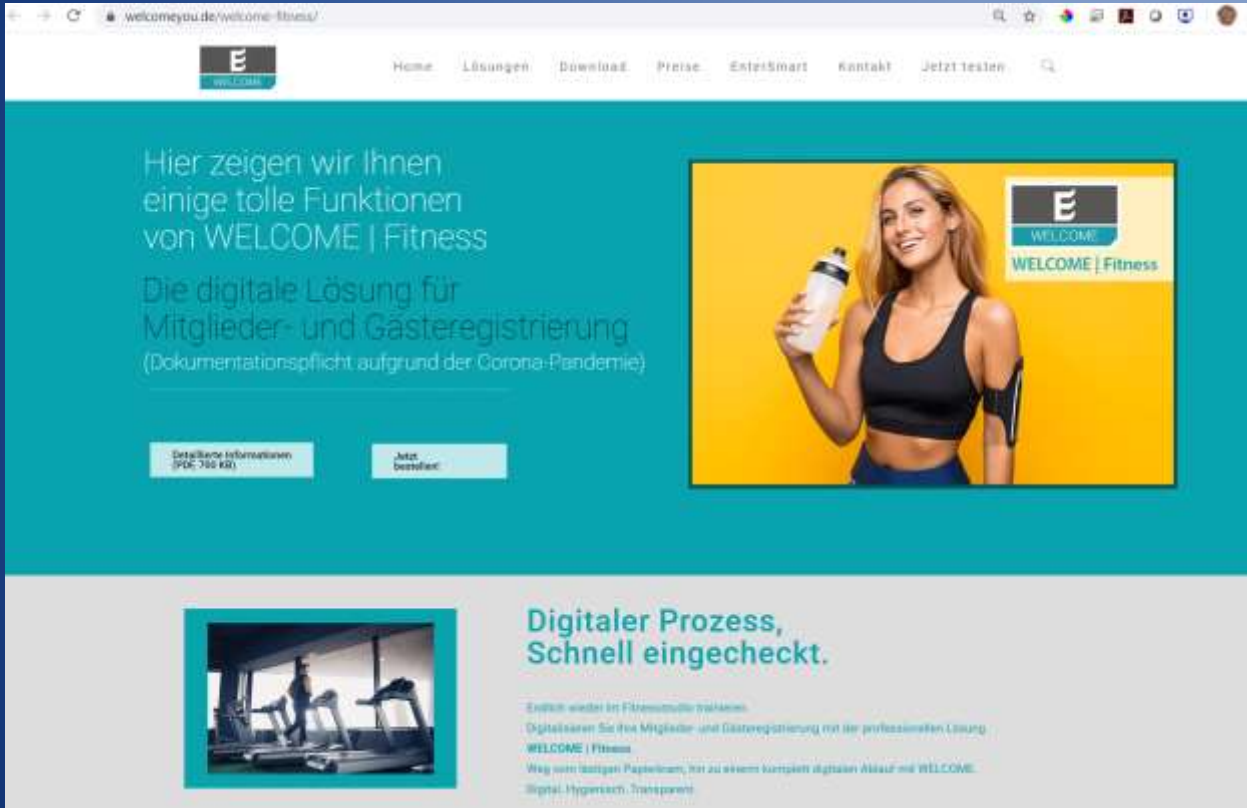 welcomeyou.de/welcome-fitness/
E
WELCOME
Home Lösungen Download Preise EnterSmart Kontakt Jetzt testen
Hier zeigen wir Ihnen
einige tolle Funktionen
von WELCOME | Fitness
Die digitale Lösung für
Mitglieder- und Gästeregistrierung
(Dokumentationspflicht aufgrund der Corona-Pandemie)
Detaillierte Informationen
(PDF, 700 KB)
Jetzt
bestellen!
E
WELCOME
WELCOME | Fitness
Digitaler Prozess,
Schnell eingecheckt.
Endlich wieder im Fitnessstudio trainieren.
Digitalisieren Sie Ihre Mitglieder- und Gästeregistrierung mit der professionellen Lösung
WELCOME | Fitness.
Weg vom lästigen Papierkram, hin zu einem komplett digitalen Ablauf mit WELCOME.
Digital. Hygienisch. Transparent.